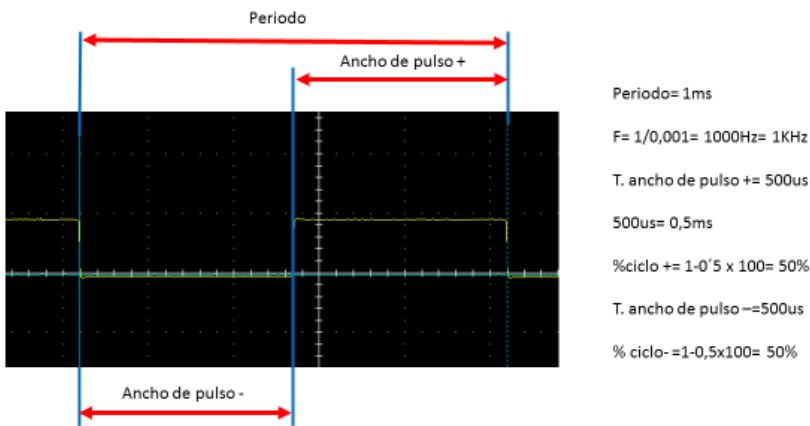 Periodo
Ancho de pulso +
Periodo= 1ms
F= 1/0,001= 1000Hz= 1KHz
T. ancho de pulso += 500us
500us= 0,5ms
%ciclo += 1-0´5 x 100= 50%
T. ancho de pulso –=500us
% ciclo- =1-0,5x100= 50%
Ancho de pulso -